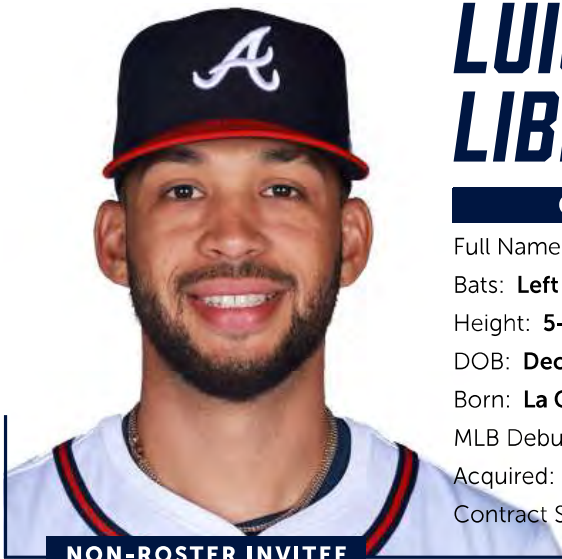 A
LUI
LIB
Full Name
Bats: Left
Height: 5-
DOB: Dec
Born: La
MLB Debu
Acquired:
Contract S
NON-ROSTER INVITEE